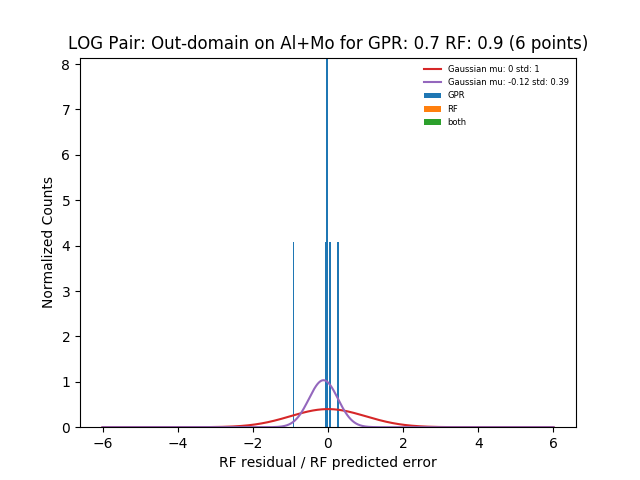 LOG Pair: Out-domain on Al+Mo for GPR: 0.7 RF: 0.9 (6 points)
Normalized Counts
8
7
6
5
4
3
2
1
0
Gaussian mu: 0 std: 1
Gaussian mu: -0.12 std: 0.39
GPR
RF
both
−6 −4 −2 0 2 4 6
RF residual / RF predicted error